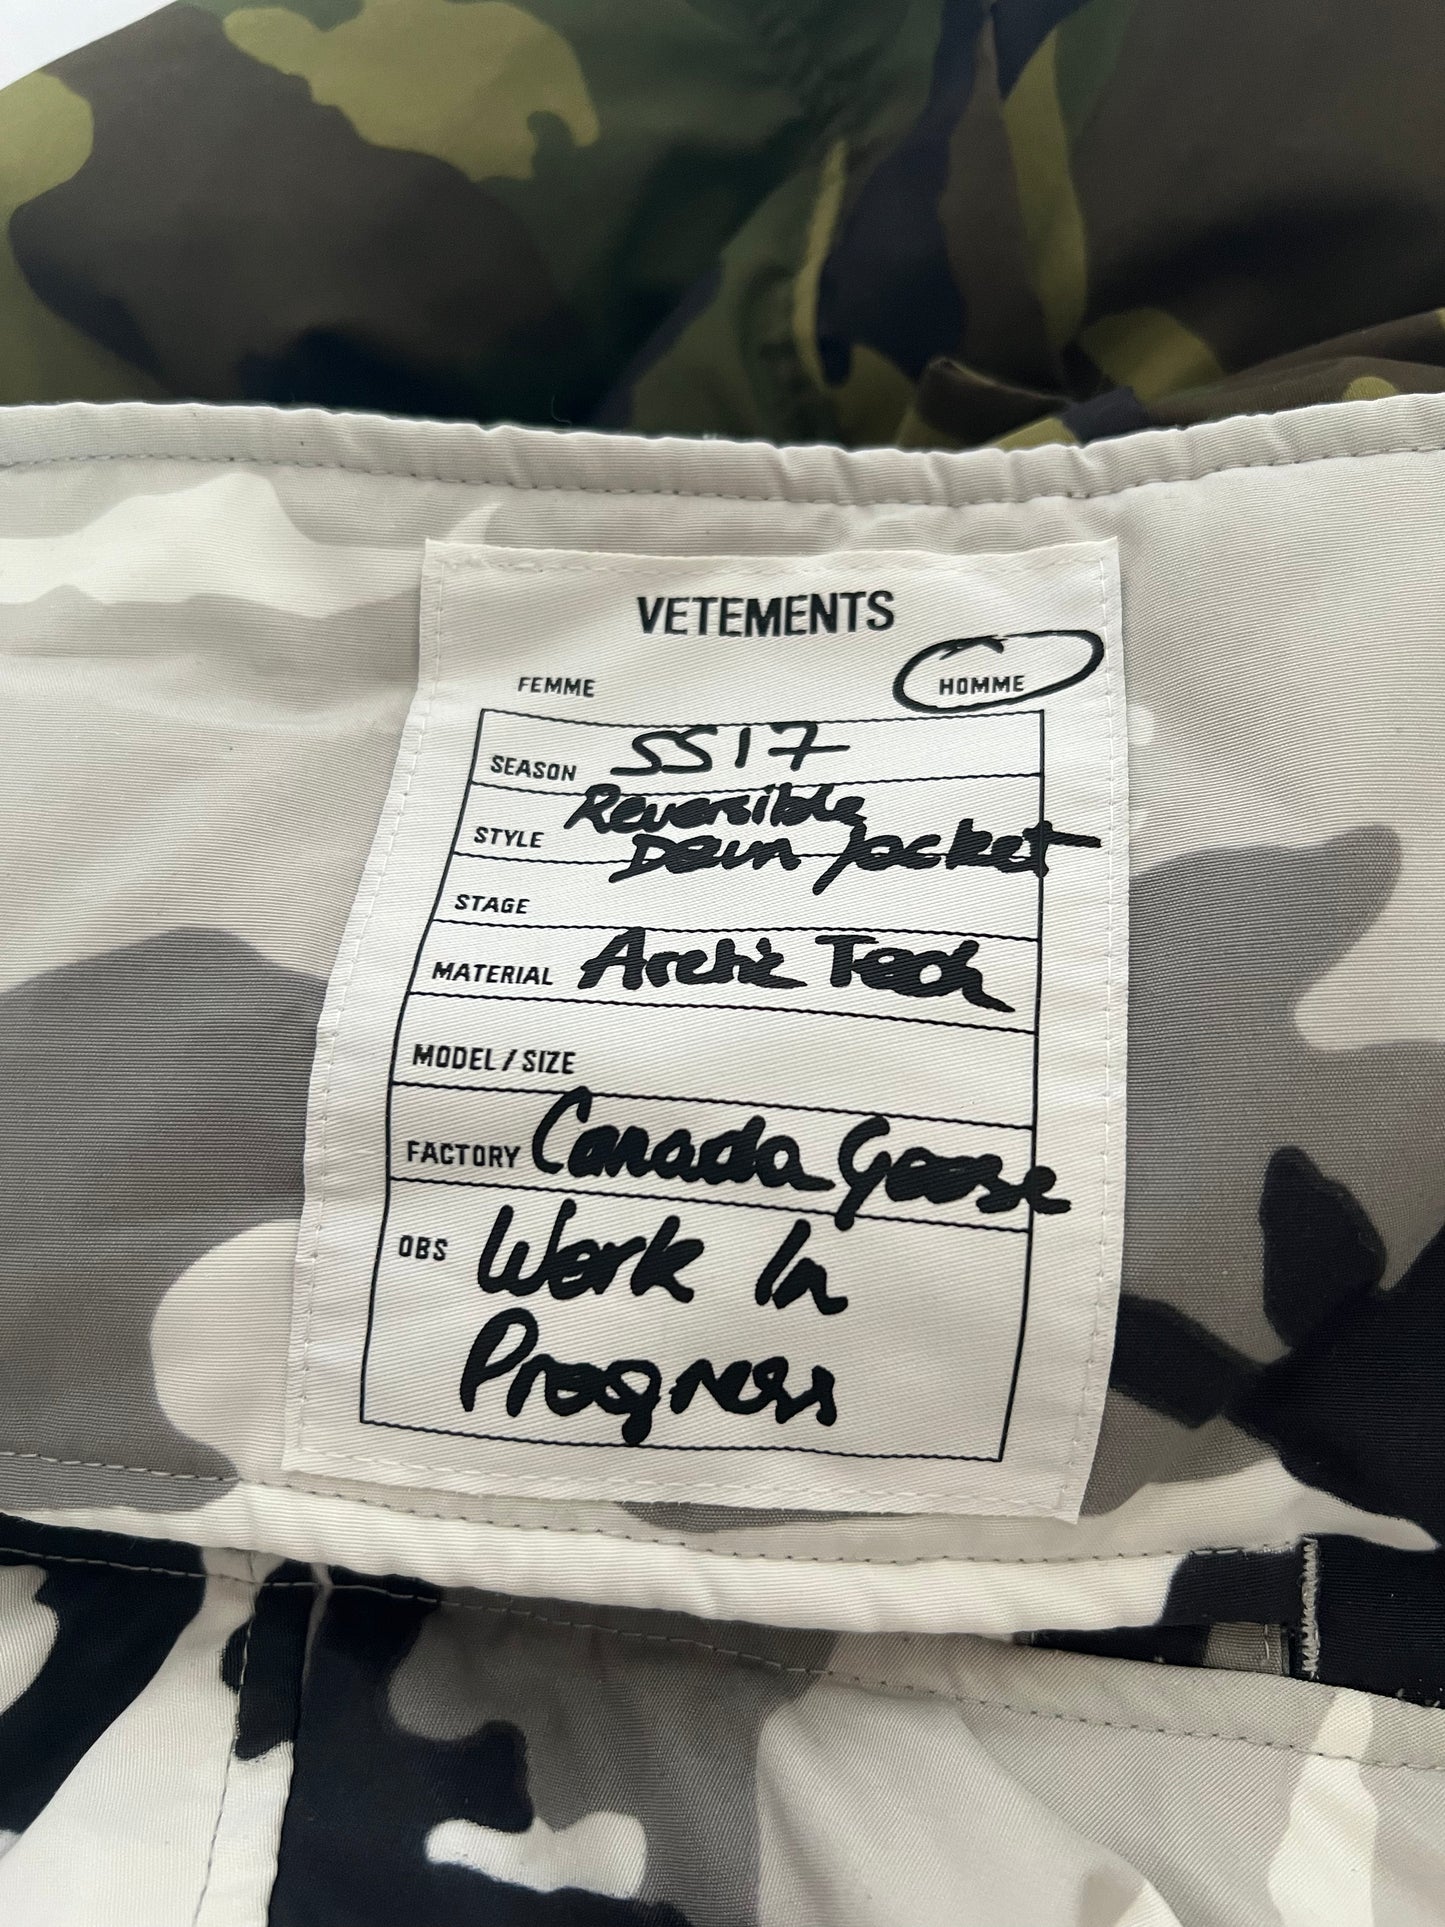 VETEMENTS
FEMME HOMME
SEASON SS17
STYLE Reversible
Down Jacket
STAGE
MATERIAL Arctic Tech
MODEL / SIZE
FACTORY Canada Goose
OBS Work In
Progress